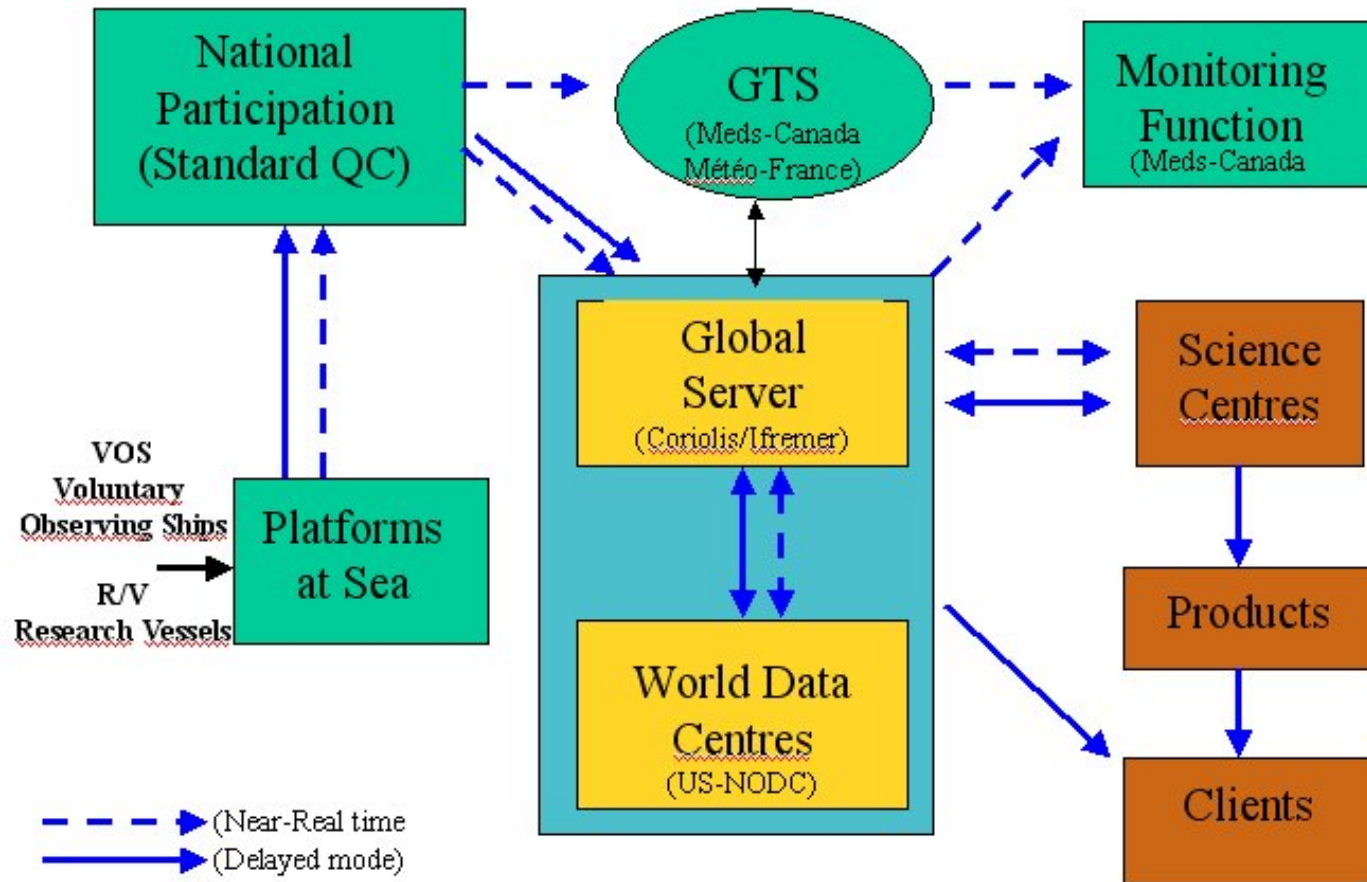 National
Participation
(Standard QC)
GTS
(Meds-Canada
Météo-France)
Monitoring
Function
(Meds-Canada
Global
Server
(Coriolis/Ifremer)
Science
Centres
VOS
Voluntary
Observing Ships
R/V
Research Vessels
Platforms
at Sea
Products
World Data
Centres
(US-NODC)
Clients
(Near-Real time
(Delayed mode)